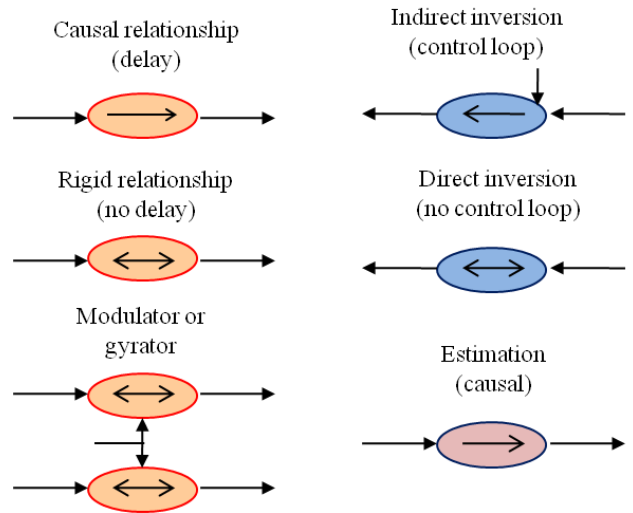 Causal relationship
(delay)
Indirect inversion
(control loop)
Rigid relationship
(no delay)
Direct inversion
(no control loop)
Modulator or
gyrator
Estimation
(causal)